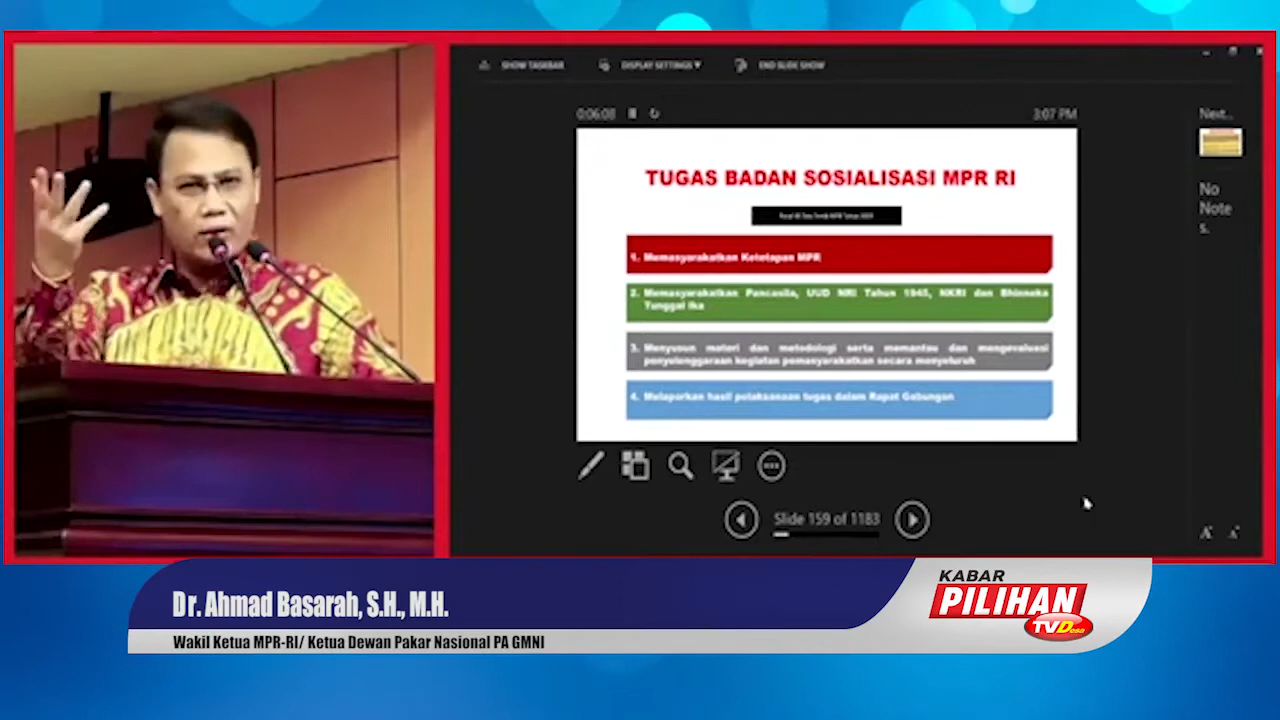 SHOW TASKBAR
DISPLAY SETTINGS ▼
END SLIDE SHOW
0:06:08
3:07 PM
Next...
TUGAS BADAN SOSIALISASI MPR RI
1. Memasyarakatkan Ketetapan MPR
2. Memasyarakatkan Pancasila, UUD NRI Tahun 1945, NKRI dan Bhinneka
Tunggal Ika
3. Menyusun materi dan metodologi serta memantau dan mengevaluasi
penyelenggaraan kegiatan pemasyarakatkan secara menyeluruh
4. Melaporkan hasil pelaksanaan tugas dalam Rapat Gabungan
No
Note
s.
Slide 159 of 1183
Dr. Ahmad Basarah, S.H., M.H.
Wakil Ketua MPR-RI/ Ketua Dewan Pakar Nasional PA GMNI
KABAR
PILIHAN
TVDesa